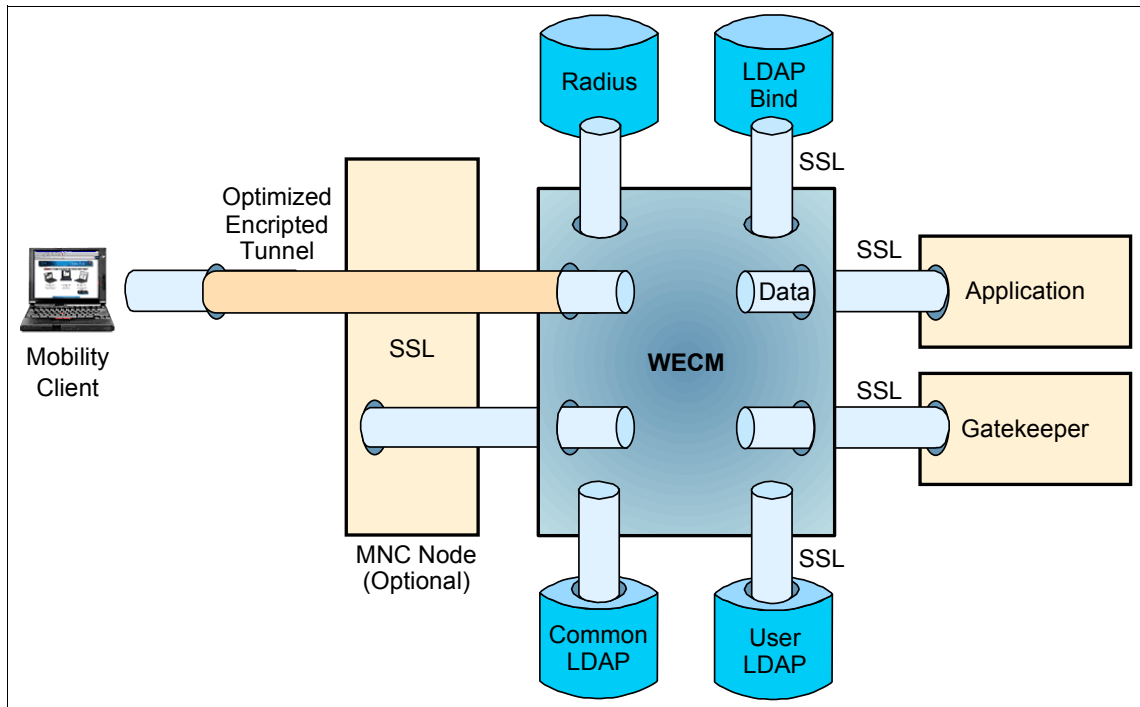 Radius
LDAP
Bind
SSL
Optimized
Encripted
Tunnel
SSL
Data
Application
Mobility
Client
SSL
WECM
SSL
Gatekeeper
MNC Node
(Optional)
SSL
Common
LDAP
User
LDAP